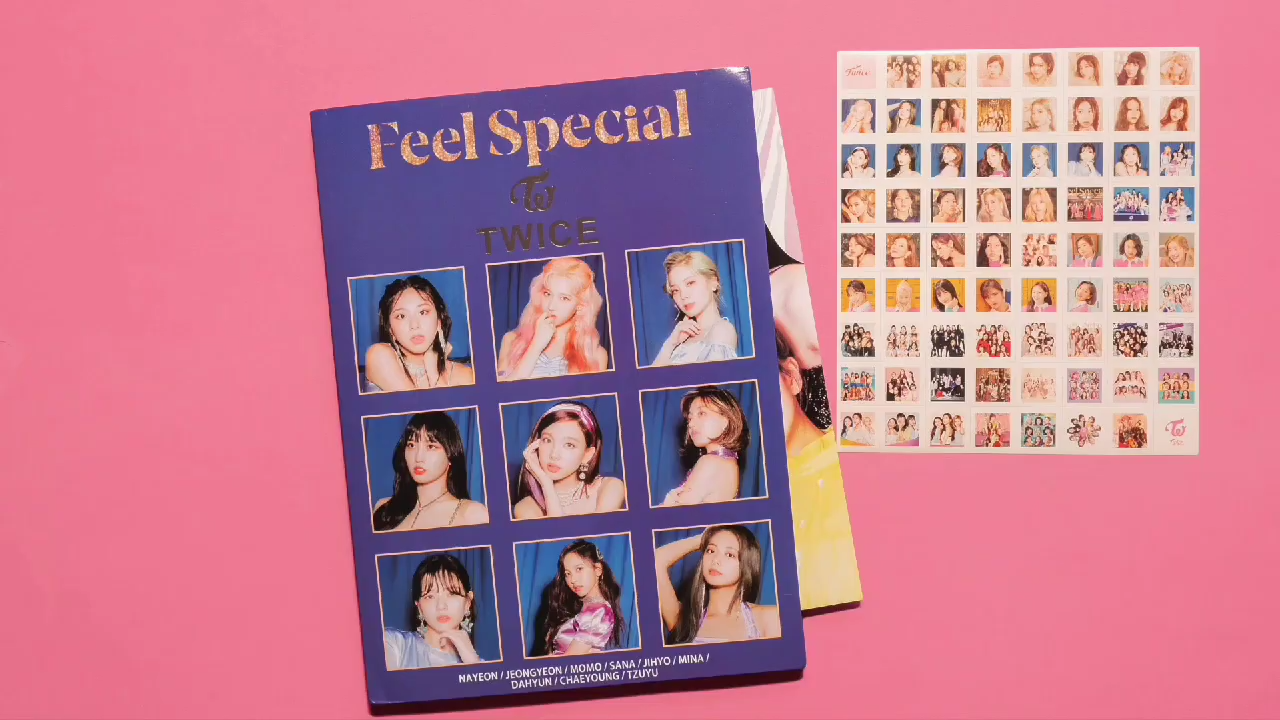 Feel Special
TWICE
NAYEON / JEONGYEON / MOMO / SANA / JIHYO / MINA /
DAHYUN / CHAEYOUNG / TZUYU